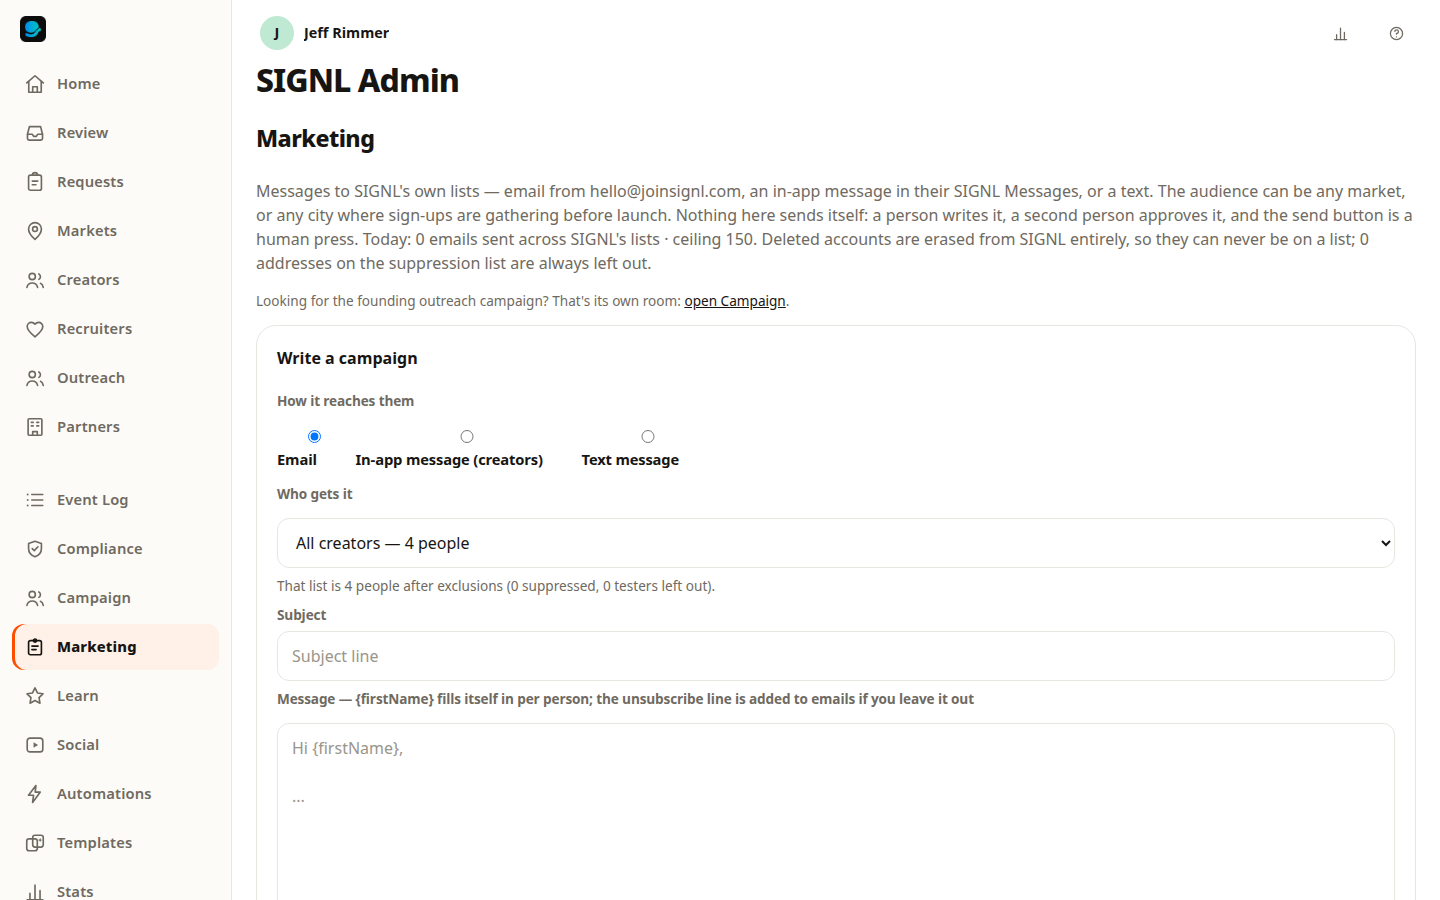 J
Jeff Rimmer
Home
Review
Requests
Markets
Creators
Recruiters
Outreach
Partners
Event Log
Compliance
Campaign
Marketing
Learn
Social
Automations
Templates
Stats
SIGNL Admin
Marketing
Messages to SIGNL's own lists — email from hello@joinsignl.com, an in-app message in their SIGNL Messages, or a text. The audience can be any market,
or any city where sign-ups are gathering before launch. Nothing here sends itself: a person writes it, a second person approves it, and the send button is a
human press. Today: 0 emails sent across SIGNL's lists · ceiling 150. Deleted accounts are erased from SIGNL entirely, so they can never be on a list; 0
addresses on the suppression list are always left out.
Looking for the founding outreach campaign? That's its own room: open Campaign.
Write a campaign
How it reaches them
Email
In-app message (creators)
Text message
Who gets it
All creators — 4 people
That list is 4 people after exclusions (0 suppressed, 0 testers left out).
Subject
Subject line
Message — {firstName} fills itself in per person; the unsubscribe line is added to emails if you leave it out
Hi {firstName},
...